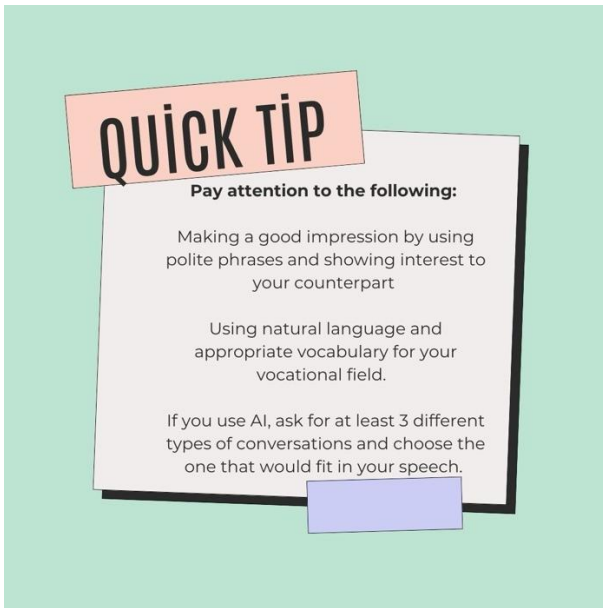 QUİCK TİP
Pay attention to the following:
Making a good impression by using
polite phrases and showing interest to
your counterpart
Using natural language and
appropriate vocabulary for your
vocational field.
If you use AI, ask for at least 3 different
types of conversations and choose the
one that would fit in your speech.